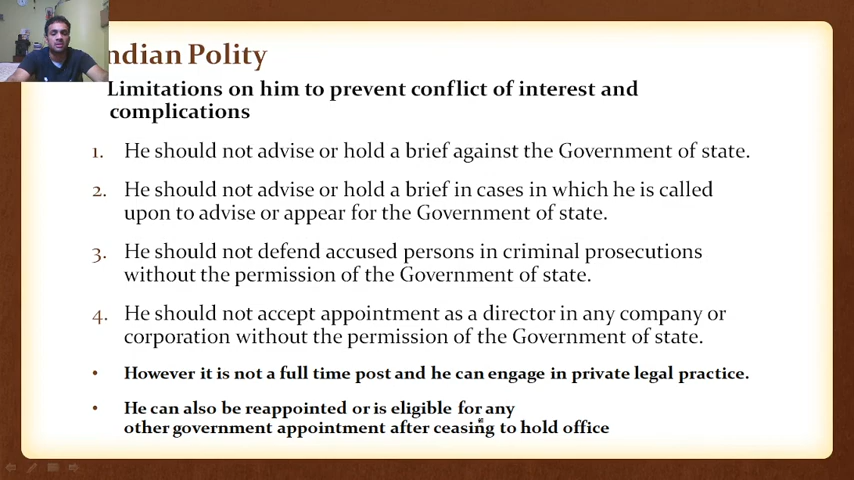 ndian Polity
Limitations on him to prevent conflict of interest and
complications
1. He should not advise or hold a brief against the Government of state.
2. He should not advise or hold a brief in cases in which he is called
upon to advise or appear for the Government of state.
3. He should not defend accused persons in criminal prosecutions
without the permission of the Government of state.
4. He should not accept appointment as a director in any company or
corporation without the permission of the Government of state.
• However it is not a full time post and he can engage in private legal practice.
• He can also be reappointed or is eligible for any
other government appointment after ceasing to hold office